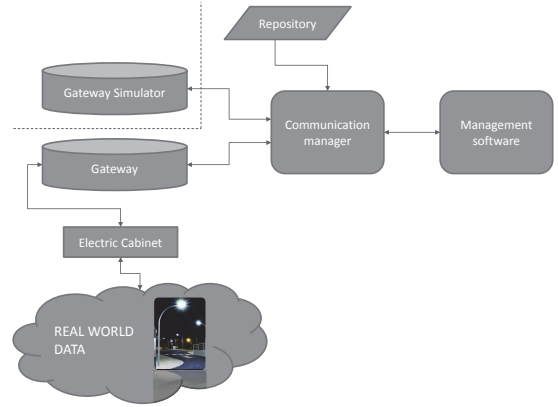 Repository
Gateway Simulator
Communication
manager
Management
software
Gateway
Electric Cabinet
REAL WORLD
DATA